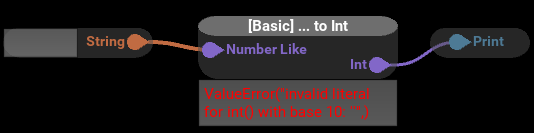 [Basic] ... to Int
String
Number Like
Print
Int
ValueError( invalid literal
for int() with base 10: '' ,)